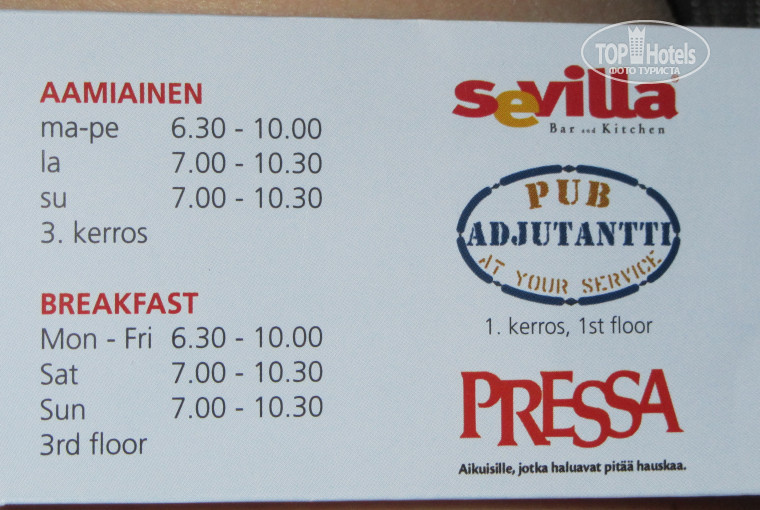 TOP Hotels
ФОТО ТУРИСТА
AAMIAINEN
ma-pe 6.30 - 10.00
la 7.00 - 10.30
su 7.00 - 10.30
3. kerros
BREAKFAST
Mon - Fri 6.30 - 10.00
Sat 7.00 - 10.30
Sun 7.00 - 10.30
3rd floor
sevilla
Bar and Kitchen
PUB
ADJUTANTTI
AT YOUR SERVICE
1. kerros, 1st floor
PRESSA
Aikuisille, jotka haluavat pitää hauskaa.